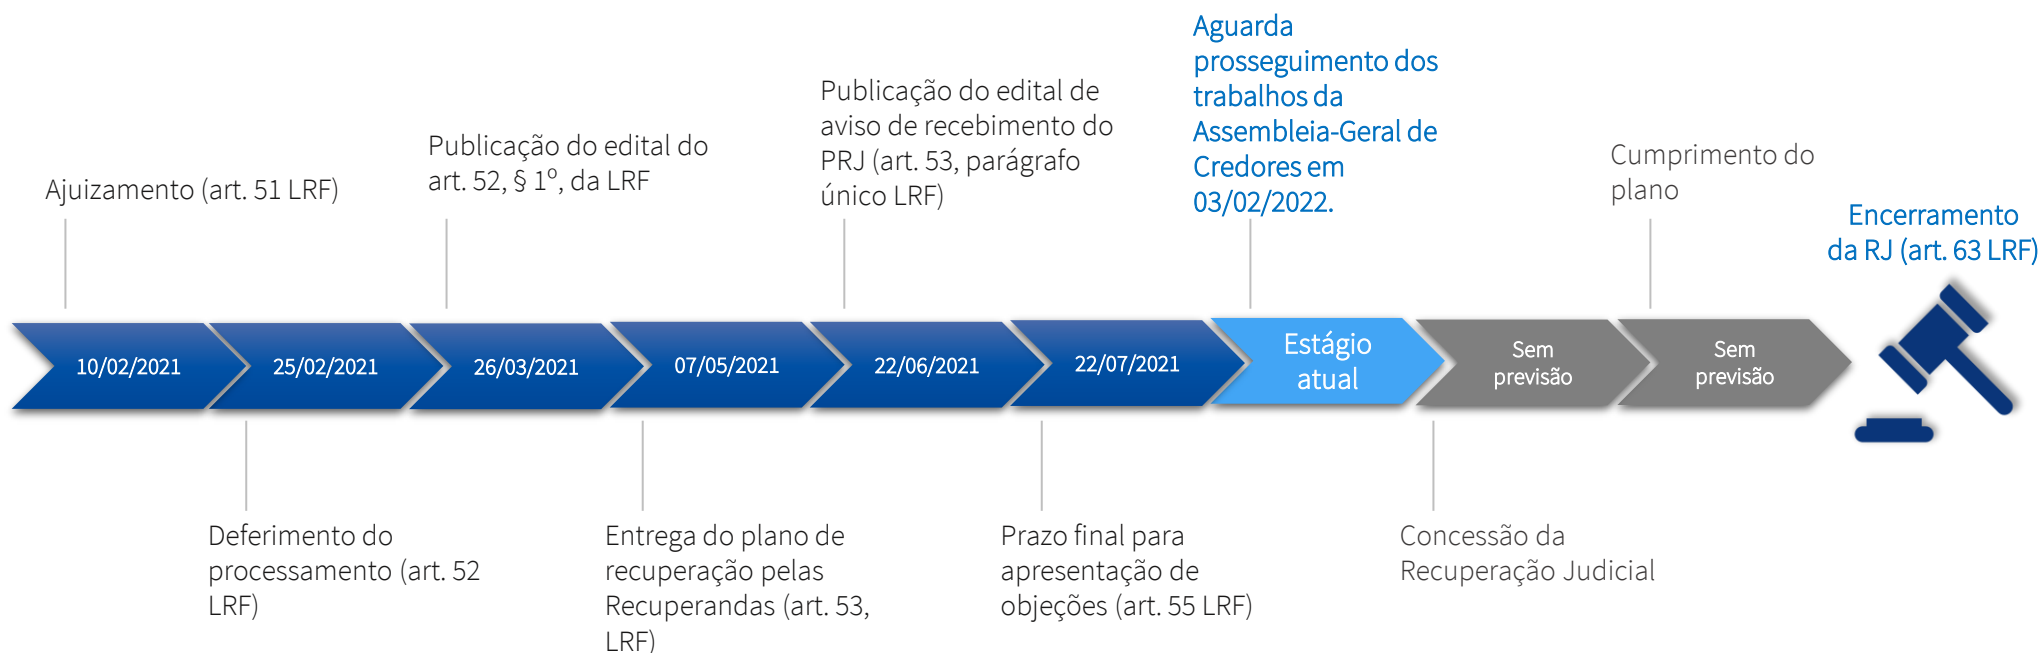 Aguarda
prosseguimento dos
trabalhos da
Assembleia-Geral de
Credores em
03/02/2022.
Publicação do edital de
aviso de recebimento do
PRJ (art. 53, parágrafo
único LRF)
Publicação do edital do
art. 52, § 1º, da LRF
Ajuizamento (art. 51 LRF)
Cumprimento do
plano
Encerramento
da RJ (art. 63 LRF)
10/02/2021
25/02/2021
26/03/2021
07/05/2021
22/06/2021
22/07/2021
Estágio
atual
Sem
previsão
Sem
previsão
Deferimento do
processamento (art. 52
LRF)
Entrega do plano de
recuperação pelas
Recuperandas (art. 53,
LRF)
Prazo final para
apresentação de
objeções (art. 55 LRF)
Concessão da
Recuperação Judicial